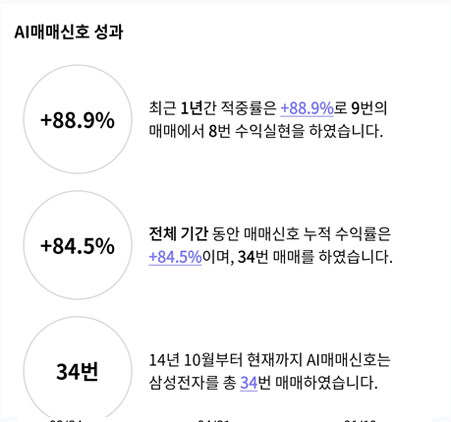 AI매매신호 성과
+88.9%
최근 1년간 적중률은 +88.9%로 9번의
매매에서 8번 수익실현을 하였습니다.
+84.5%
전체 기간 동안 매매신호 누적 수익률은
+84.5%이며, 34번 매매를 하였습니다.
34번
14년 10월부터 현재까지 AI매매신호는
삼성전자를 총 34번 매매하였습니다.